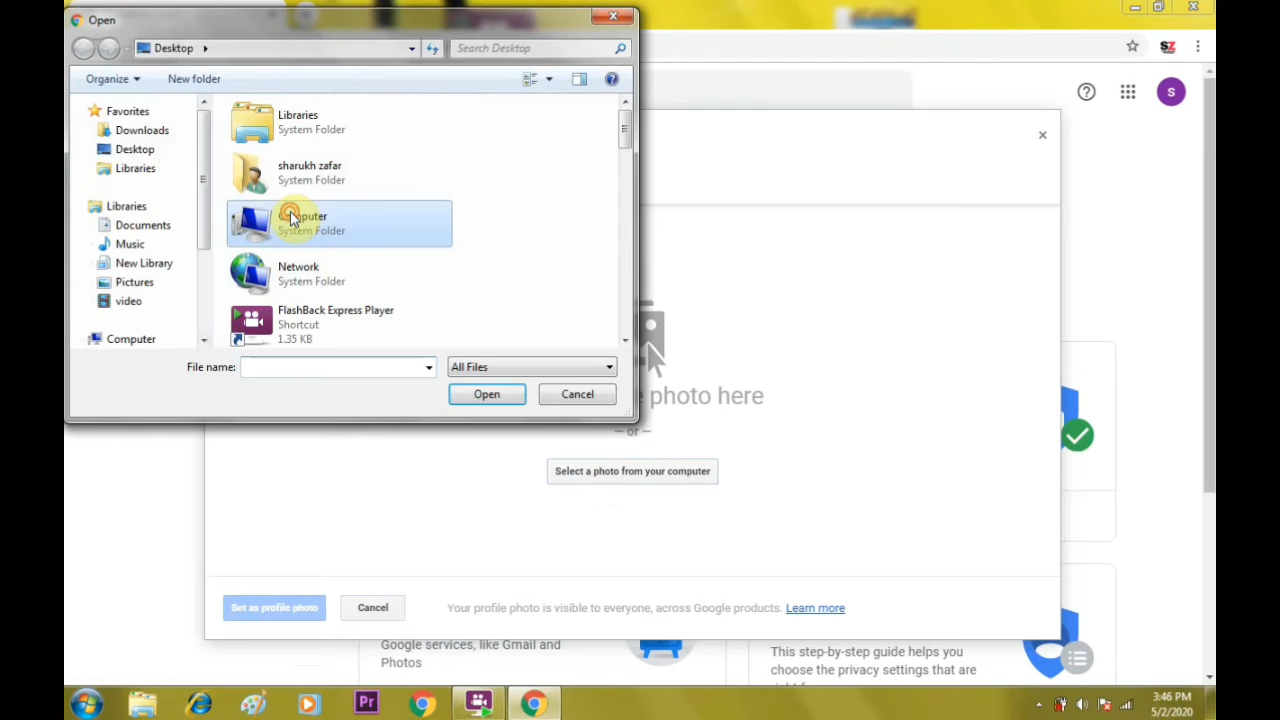 Open
Desktop
Search Desktop
Organize
New folder
Favorites
Downloads
Desktop
Libraries
Libraries
Documents
Music
New Library
Pictures
video
Computer
Libraries
System Folder
sharukh zafar
System Folder
Computer
System Folder
Network
System Folder
FlashBack Express Player
Shortcut
1.35 KB
File name:
All Files
Open
Cancel
SZ
S
photo here
— or —
Select a photo from your computer
Set as profile photo
Cancel
Your profile photo is visible to everyone, across Google products. Learn more
Google services, like Gmail and
Photos
This step-by-step guide helps you
choose the privacy settings that are
Pr
3:46 PM
5/2/2020